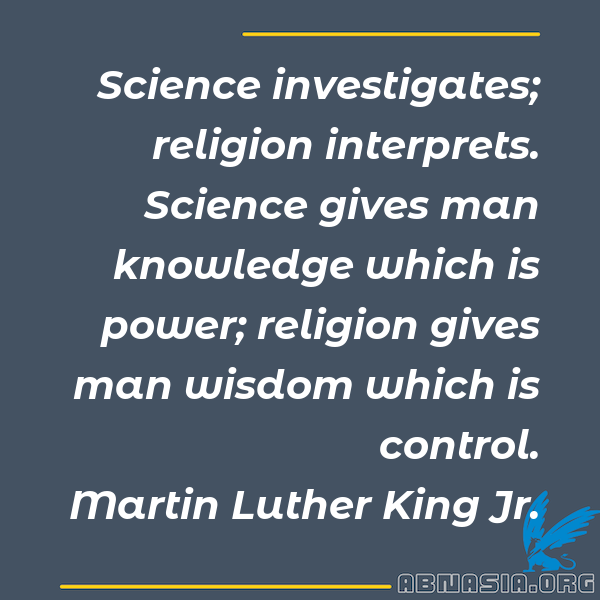 Science investigates;
religion interprets.
Science gives man
knowledge which is
power; religion gives
man wisdom which is
control.
Martin Luther King Jr.
ABNASIA.ORG